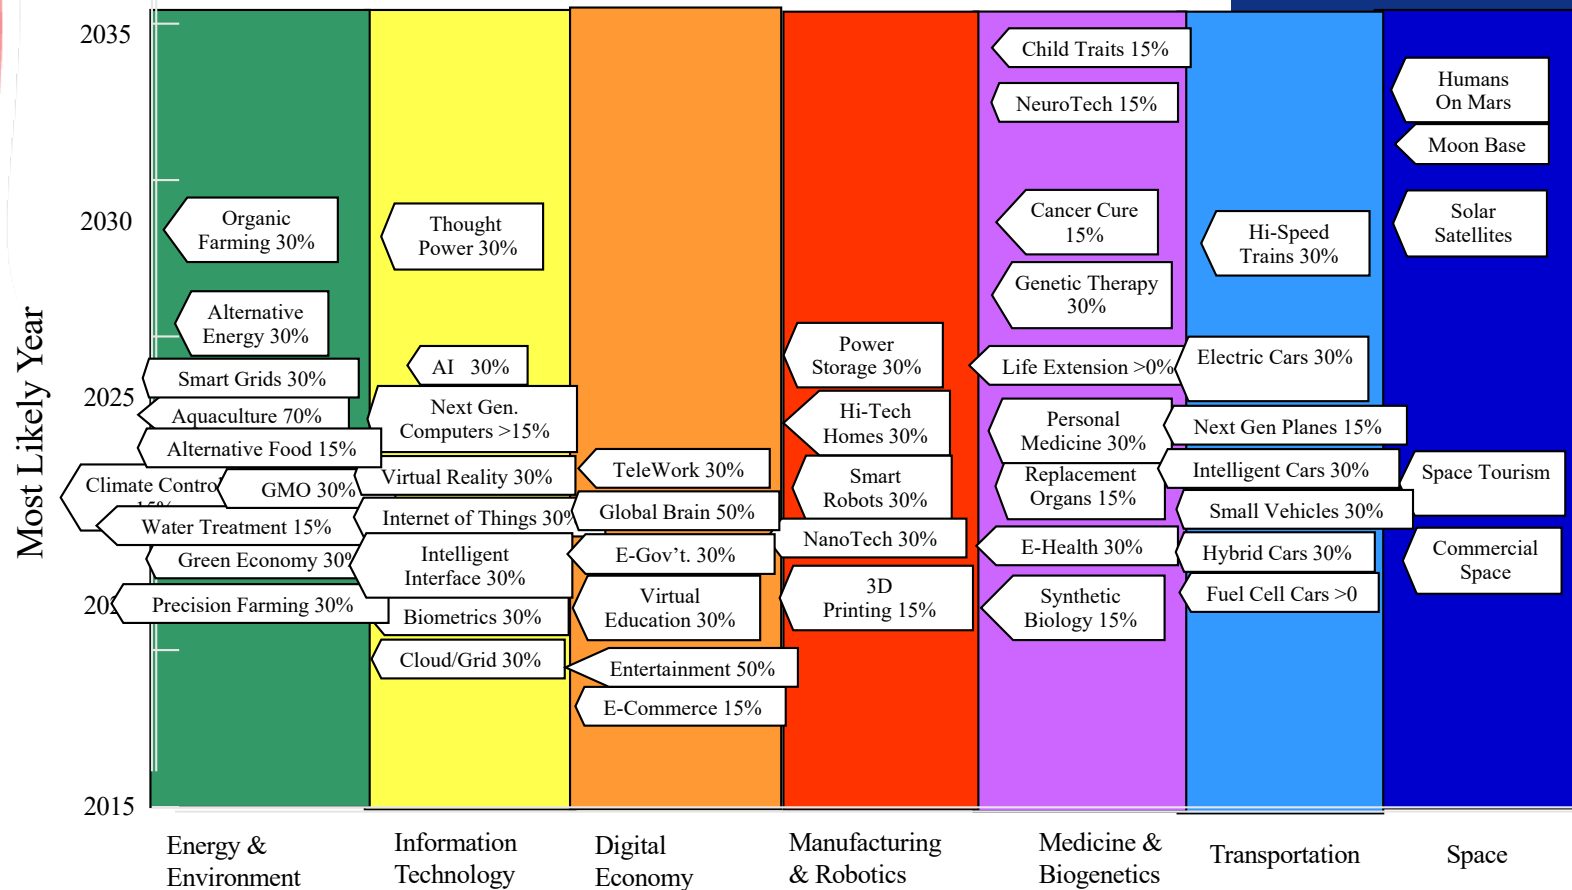 2035
2030
2025
202
2015
Most Likely Year
Organic
Farming 30%
Alternative
Energy 30%
Smart Grids 30%
Aquaculture 70%
Alternative Food 15%
Climate Contro
GMO 30%
Water Treatment 15%
Green Economy 30%
Precision Farming 30%
Thought
Power 30%
AI 30%
Next Gen.
Computers >15%
Virtual Reality 30%
Internet of Things 30%
Intelligent
Interface 30%
Biometrics 30%
Cloud/Grid 30%
TeleWork 30%
Global Brain 50%
E-Gov’t. 30%
Virtual
Education 30%
Entertainment 50%
E-Commerce 15%
Power
Storage 30%
Hi-Tech
Homes 30%
Smart
Robots 30%
NanoTech 30%
3D
Printing 15%
Child Traits 15%
NeuroTech 15%
Cancer Cure
15%
Genetic Therapy
30%
Life Extension >0%
Personal
Medicine 30%
Replacement
Organs 15%
E-Health 30%
Synthetic
Biology 15%
Hi-Speed
Trains 30%
Electric Cars 30%
Next Gen Planes 15%
Intelligent Cars 30%
Small Vehicles 30%
Hybrid Cars 30%
Fuel Cell Cars >0
Humans
On Mars
Moon Base
Solar
Satellites
Space Tourism
Commercial
Space
Energy &
Environment
Information
Technology
Digital
Economy
Manufacturing
& Robotics
Medicine &
Biogenetics
Transportation
Space